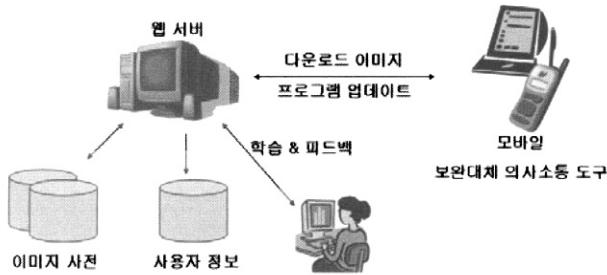 웹 서버
다운로드 이미지
프로그램 업데이트
모바일
보완대체 의사소통 도구
학습 & 피드백
이미지 사전
사용자 정보